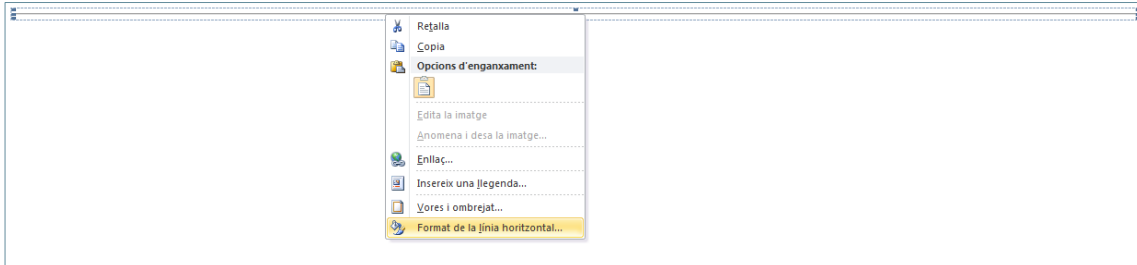 Retalla
Copia
Opcions d'enganxament:
Edita la imatge
Anomena i desa la imatge...
Enllaç...
Insereix una llegenda...
Vores i ombrejat...
Format de la línia horitzontal...